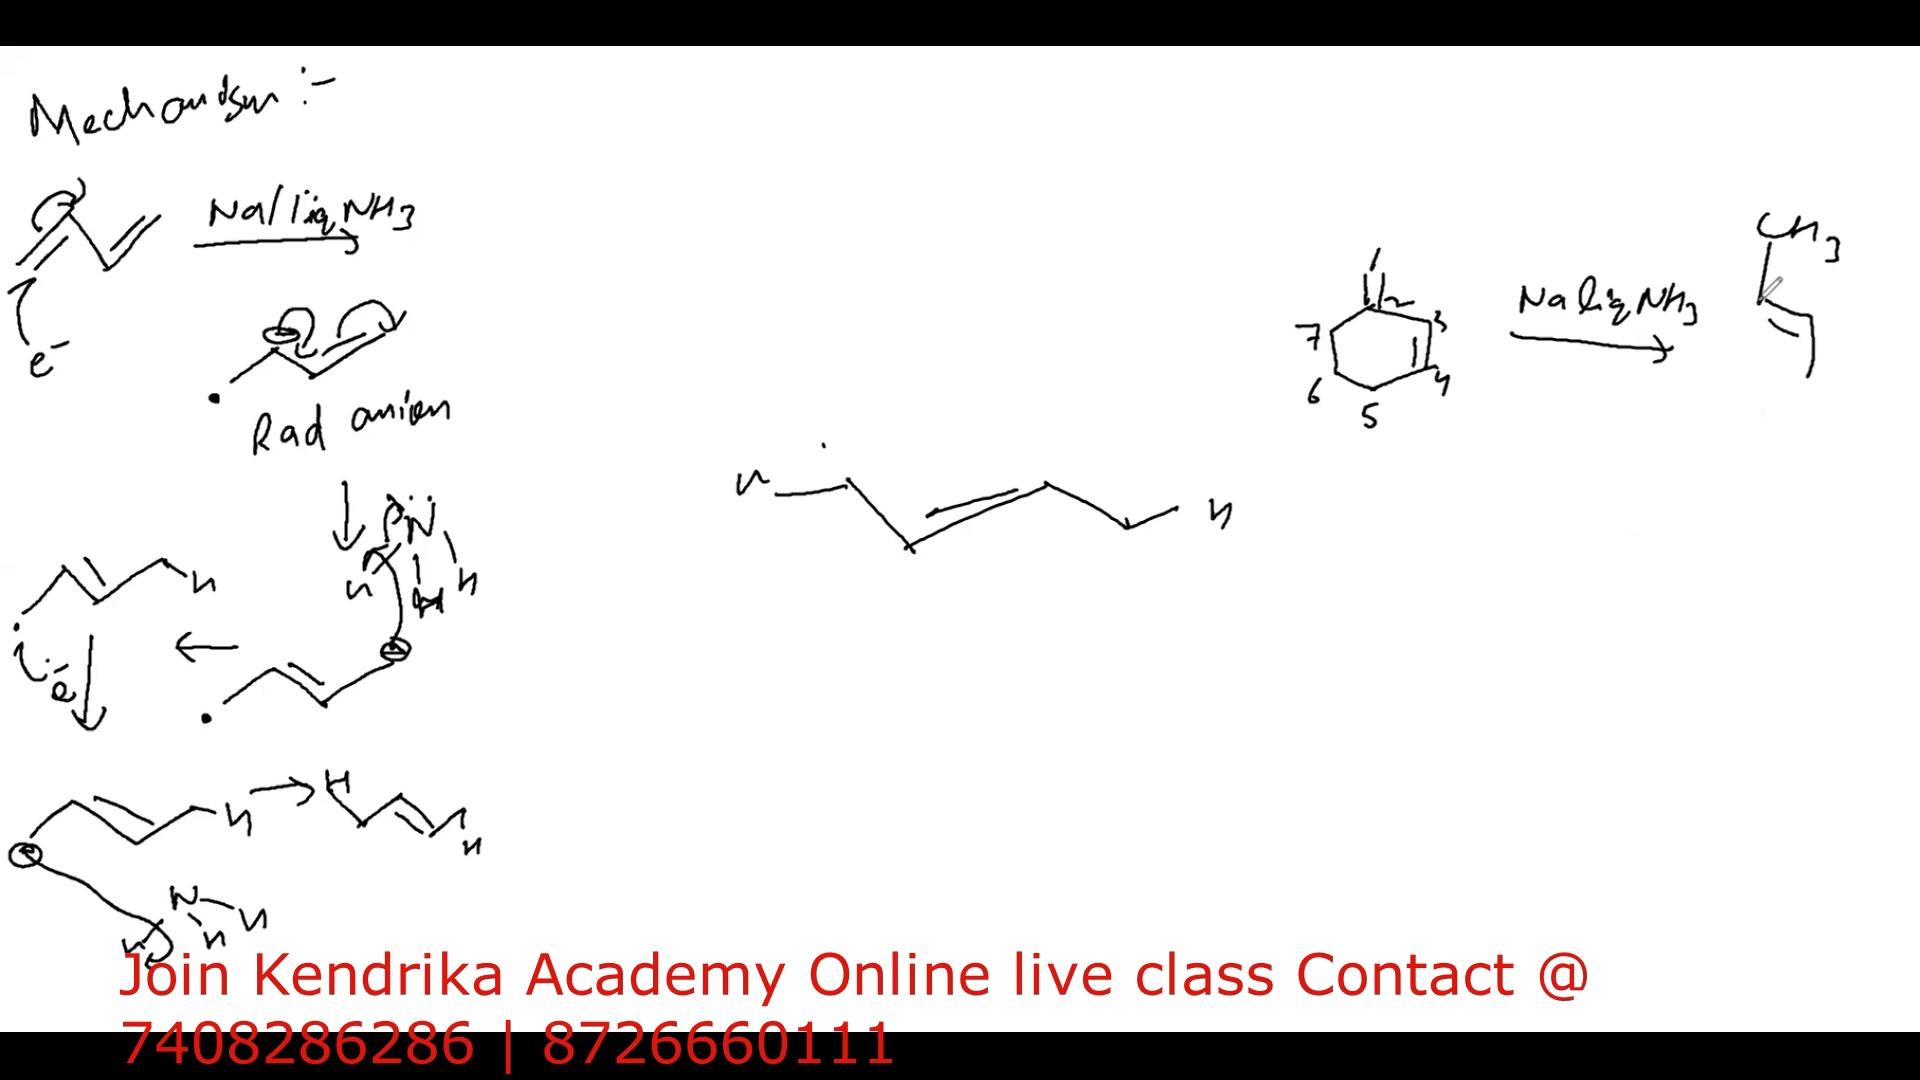 Mechanism :-
Na/liq NH3
e-
Rad anion
N
H
H
H
H
e-
H
H
H
N
H
H
H
H
H
1
2
3
4
5
6
7
Na liq NH3
CH3
Join Kendrika Academy Online live class Contact @
7408286286 | 8726660111